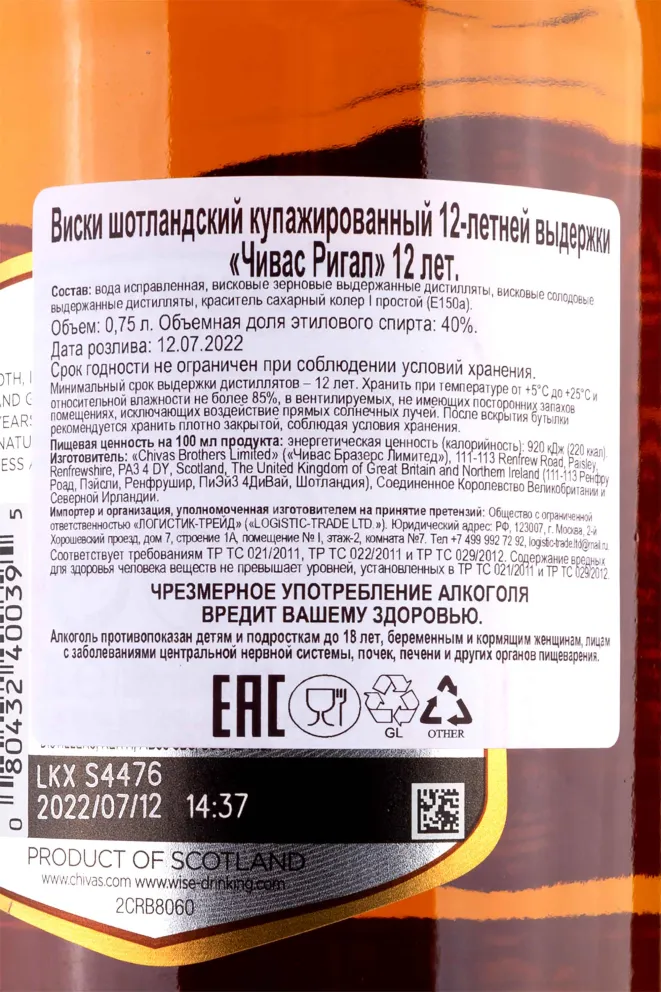 Виски шотландский купажированный 12-летней выдержки
«Чивас Ригал» 12 лет.
Состав: вода исправленная, висковые зерновые выдержанные дистилляты, висковые солодовые
выдержанные дистилляты, краситель сахарный колер I простой (Е150а).
Объем: 0,75 л. Объемная доля этилового спирта: 40%.
Дата розлива: 12.07.2022
Срок годности не ограничен при соблюдении условий хранения.
Минимальный срок выдержки дистиллятов – 12 лет. Хранить при температуре от +5°С до +25°С и
относительной влажности не более 85%, в вентилируемых, не имеющих посторонних запахов
помещениях, исключающих воздействие прямых солнечных лучей. После вскрытия бутылки
рекомендуется хранить плотно закрытой, соблюдая условия хранения.
Пищевая ценность на 100 мл продукта: энергетическая ценность (калорийность): 920 кДж (220 ккал).
Изготовитель: «Chivas Brothers Limited» («Чивас Бразерс Лимитед»), 111-113 Renfrew Road, Paisley,
Renfrewshire, PA3 4 DY, Scotland, The United Kingdom of Great Britain and Northern Ireland (111-113 Ренфру
Роад, Пэйсли, Ренфрушир, ПиЭйЗ 4ДиВай, Шотландия), Соединенное Королевство Великобритании и
Северной Ирландии.
Импортер и организация, уполномоченная изготовителем на принятие претензий: Общество с ограниченной
ответственностью «ЛОГИСТИК-ТРЕЙД» («LOGISTIC-TRADE LTD.»). Юридический адрес: РФ, 123007, г. Москва, 2-й
Хорошевский проезд, дом 7, строение 1А, помещение № I, этаж-2, комната №7. Тел +7 499 992 72 92, logistic-trade.ltd@mail.ru
Соответствует требованиям ТР ТС 021/2011, ТР ТС 022/2011 и ТР ТС 029/2012. Содержание вредных
для здоровья человека веществ не превышает уровней, установленных в ТР ТС 021/2011 и ТР ТС 029/2012.
ЧРЕЗМЕРНОЕ УПОТРЕБЛЕНИЕ АЛКОГОЛЯ
ВРЕДИТ ВАШЕМУ ЗДОРОВЬЮ.
Алкоголь противопоказан детям и подросткам до 18 лет, беременным и кормящим женщинам, лицам
с заболеваниями центральной нервной системы, почек, печени и других органов пищеварения.
EAC
GL
OTHER
0 80432 40039 5
LKX S4476
2022/07/12 14:37
PRODUCT OF SCOTLAND
www.chivas.com www.wise-drinking.com
2CRB8060